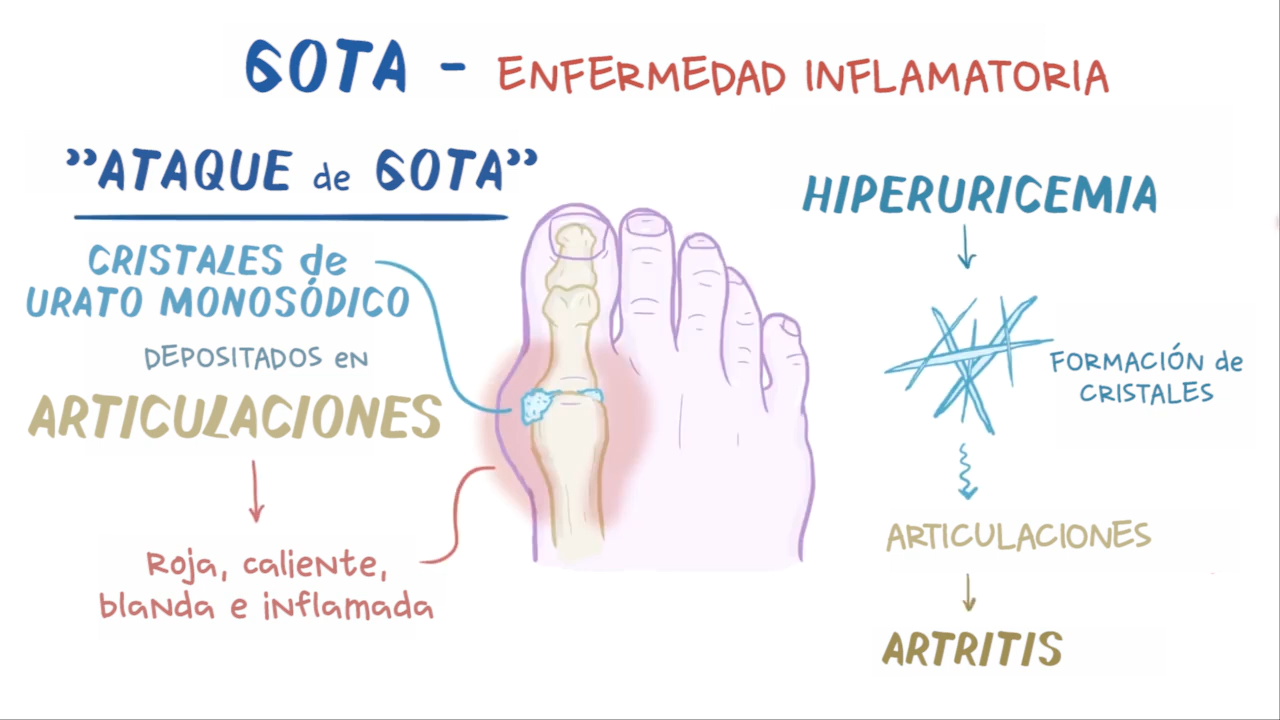 GOTA - ENFERMEDAD INFLAMATORIA
”ATAQUE de GOTA”
CRISTALES de
URATO MONOSÓDICO
DEPOSITADOS en
ARTICULACIONES
Roja, caliente,
blanda e inflamada
HIPERURICEMIA
FORMACIÓN de
CRISTALES
ARTICULACIONES
ARTRITIS